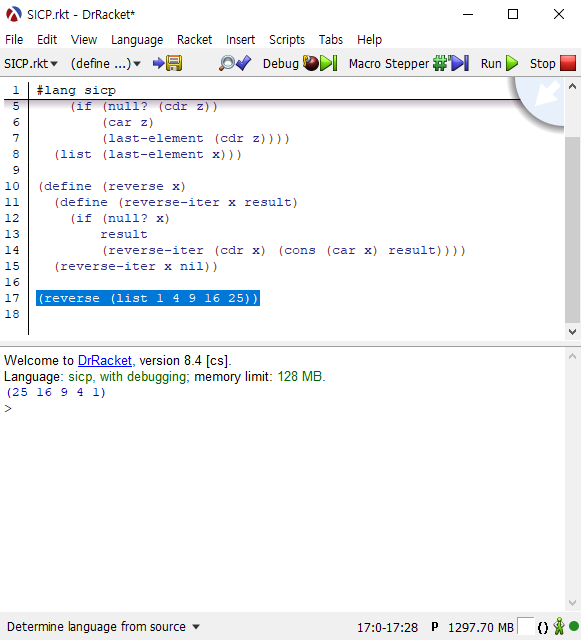 SICP.rkt - DrRacket*
File Edit View Language Racket Insert Scripts Tabs Help
SICP.rkt (define ...) Debug Macro Stepper Run Stop
1 #lang sicp
5     (if (null? (cdr z))
6         (car z)
7         (last-element (cdr z))))
8   (list (last-element x)))
9
10 (define (reverse x)
11   (define (reverse-iter x result)
12     (if (null? x)
13         result
14         (reverse-iter (cdr x) (cons (car x) result))))
15   (reverse-iter x nil))
16
17 (reverse (list 1 4 9 16 25))
18
Welcome to DrRacket, version 8.4 [cs].
Language: sicp, with debugging; memory limit: 128 MB.
(25 16 9 4 1)
>
Determine language from source 17:0-17:28 P 1297.70 MB ()